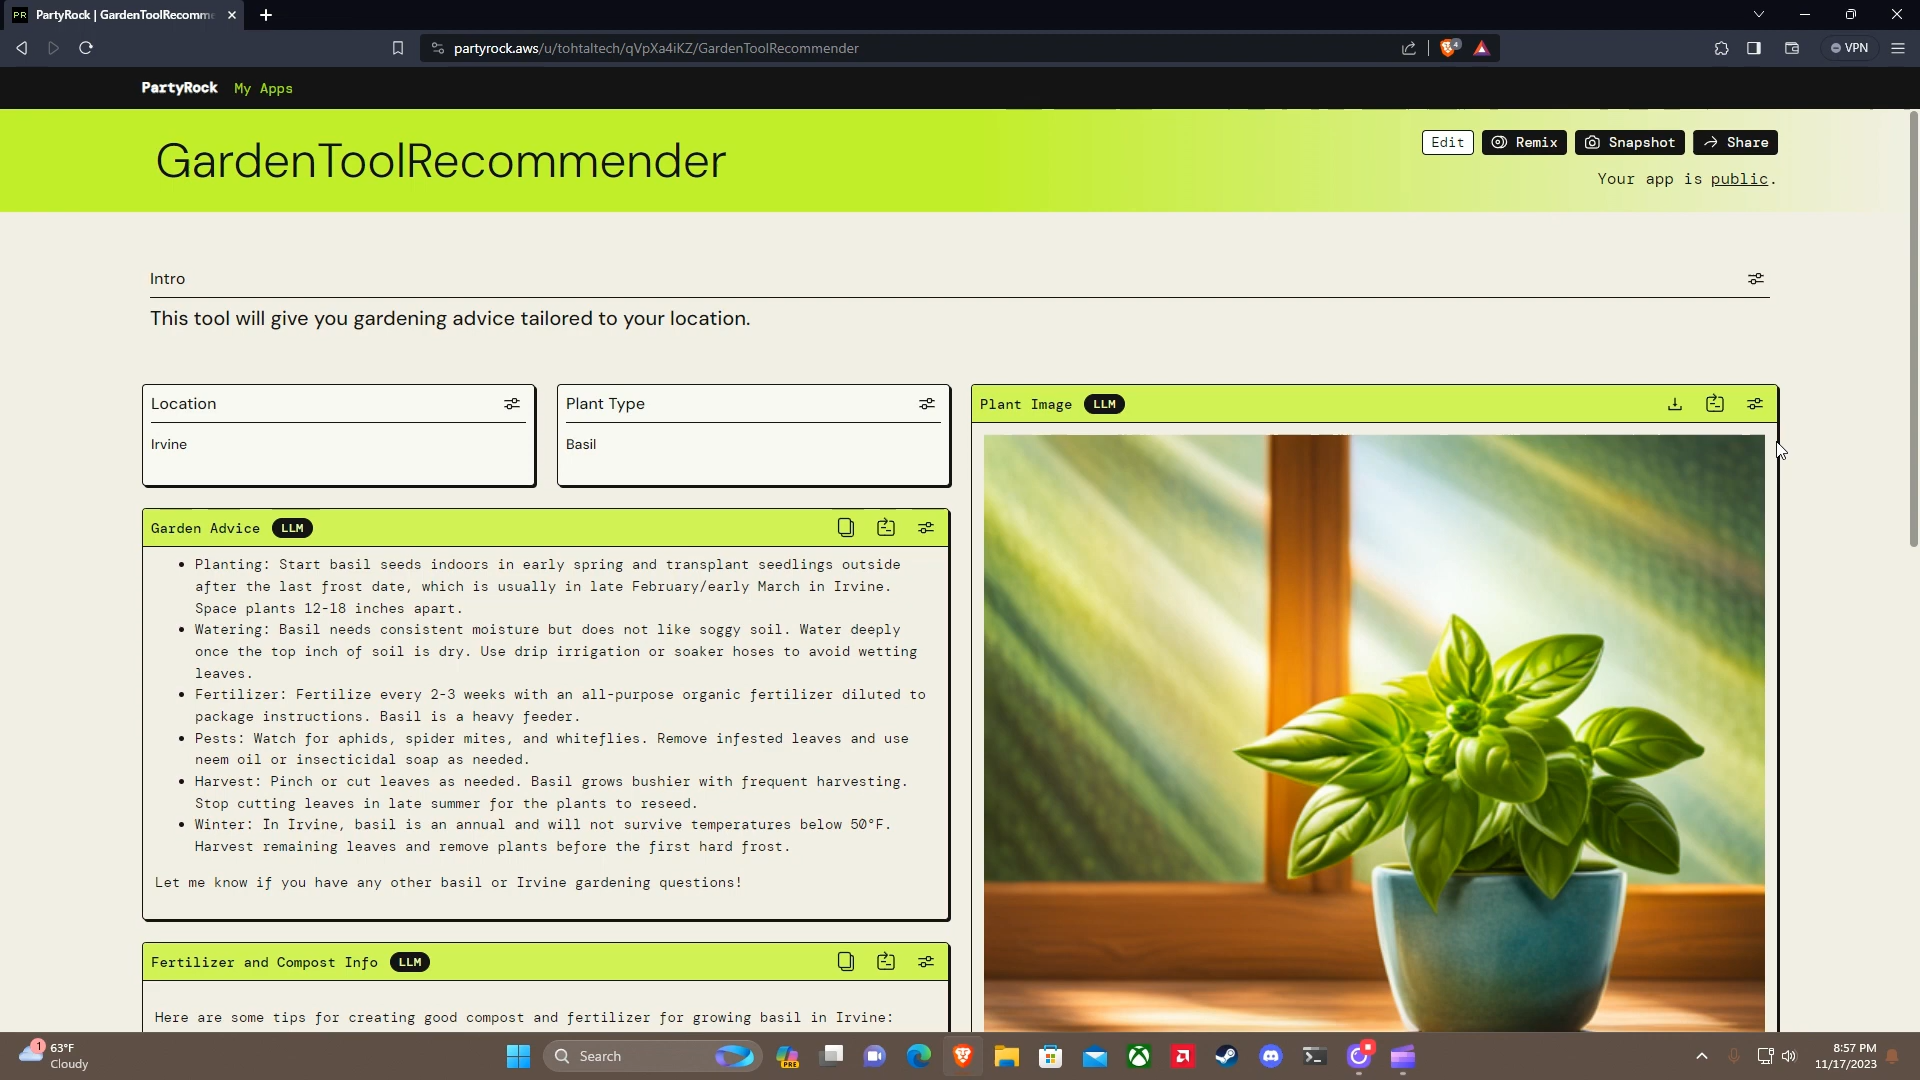 PR PartyRock | GardenToolRecomme
partyrock.aws/u/tohtaltech/qVpXa4iKZ/GardenToolRecommender
4
VPN
PartyRock My Apps
GardenToolRecommender
Edit Remix Snapshot Share
Your app is public.
Intro
This tool will give you gardening advice tailored to your location.
Location
Irvine
Plant Type
Basil
Plant Image LLM
Garden Advice LLM
• Planting: Start basil seeds indoors in early spring and transplant seedlings outside
after the last frost date, which is usually in late February/early March in Irvine.
Space plants 12-18 inches apart.
• Watering: Basil needs consistent moisture but does not like soggy soil. Water deeply
once the top inch of soil is dry. Use drip irrigation or soaker hoses to avoid wetting
leaves.
• Fertilizer: Fertilize every 2-3 weeks with an all-purpose organic fertilizer diluted to
package instructions. Basil is a heavy feeder.
• Pests: Watch for aphids, spider mites, and whiteflies. Remove infested leaves and use
neem oil or insecticidal soap as needed.
• Harvest: Pinch or cut leaves as needed. Basil grows bushier with frequent harvesting.
Stop cutting leaves in late summer for the plants to reseed.
• Winter: In Irvine, basil is an annual and will not survive temperatures below 50°F.
Harvest remaining leaves and remove plants before the first hard frost.
Let me know if you have any other basil or Irvine gardening questions!
Fertilizer and Compost Info LLM
Here are some tips for creating good compost and fertilizer for growing basil in Irvine:
1
63°F
Cloudy
Search
PRE
8:57 PM
11/17/2023